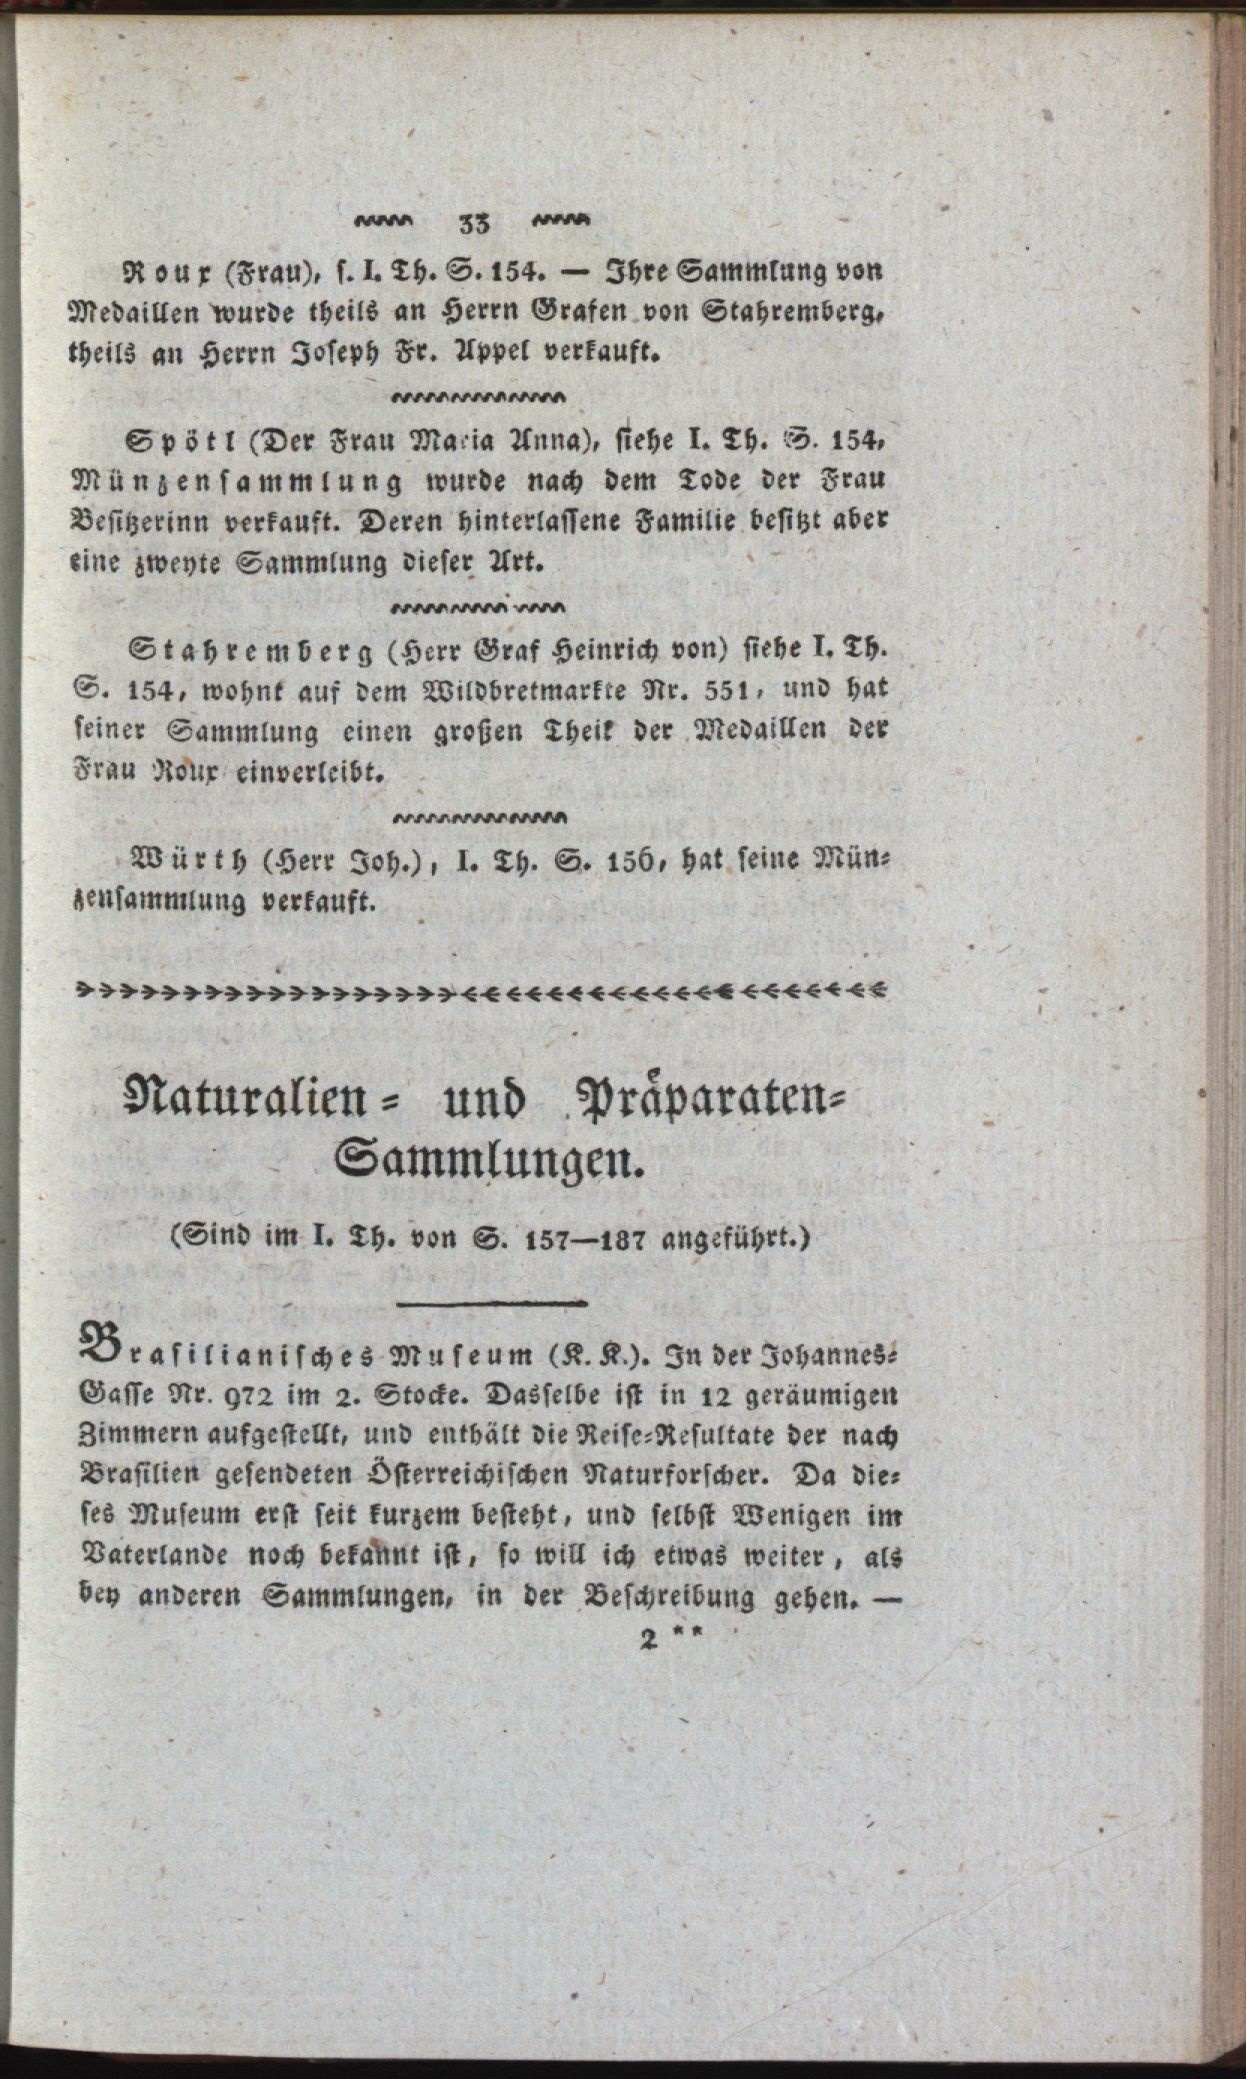 33
Roux (Frau), s. I. Th. S. 154. — Ihre Sammlung von
Medaillen wurde theils an Herrn Grafen von Stahremberg,
theils an Herrn Joseph Fr. Appel verkauft.
Spötl (Der Frau Maria Anna), siehe I. Th. S. 154,
Münzensammlung wurde nach dem Tode der Frau
Besitzerinn verkauft. Deren hinterlassene Familie besitzt aber
eine zweyte Sammlung dieser Art.
Stahremberg (Herr Graf Heinrich von) siehe I. Th.
S. 154, wohnt auf dem Wildbretmarkte Nr. 551, und hat
seiner Sammlung einen großen Theil der Medaillen der
Frau Roux einverleibt.
Würth (Herr Joh.), I. Th. S. 156, hat seine Mün-
zensammlung verkauft.
Naturalien- und Präparaten-
Sammlungen.
(Sind im I. Th. von S. 157—187 angeführt.)
Brasilianisches Museum (K. K.). In der Johannes-
Gasse Nr. 972 im 2. Stocke. Dasselbe ist in 12 geräumigen
Zimmern aufgestellt, und enthält die Reise-Resultate der nach
Brasilien gesendeten Österreichischen Naturforscher. Da die-
ses Museum erst seit kurzem besteht, und selbst Wenigen im
Vaterlande noch bekannt ist, so will ich etwas weiter, als
bey anderen Sammlungen, in der Beschreibung gehen. —
2 **